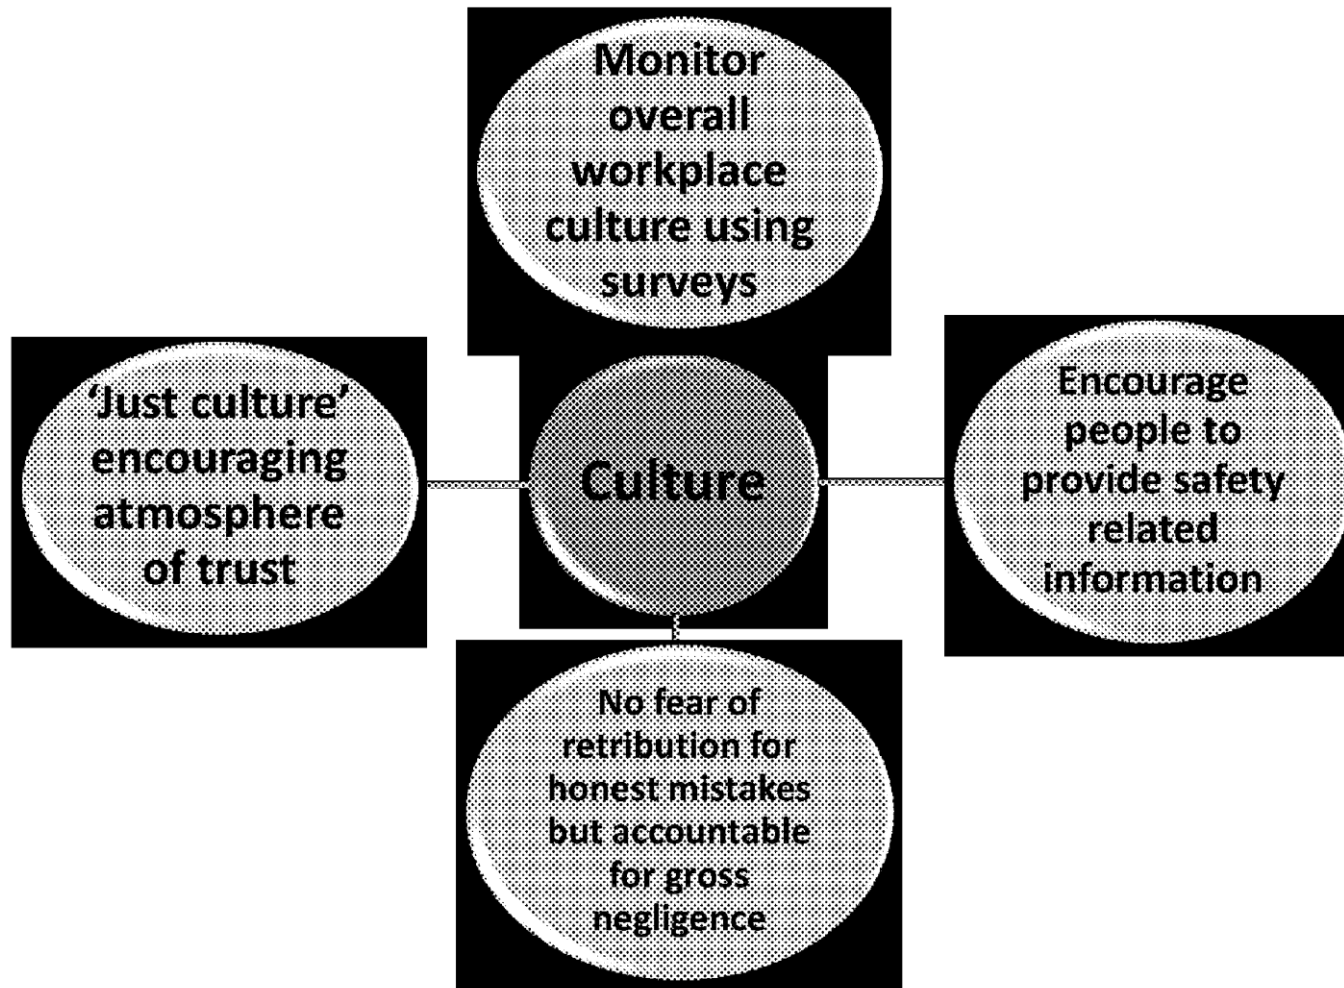 Monitor
overall
workplace
culture using
surveys
‘Just culture’
encouraging
atmosphere
of trust
Culture
Encourage
people to
provide safety
related
information
No fear of
retribution for
honest mistakes
but accountable
for gross
negligence